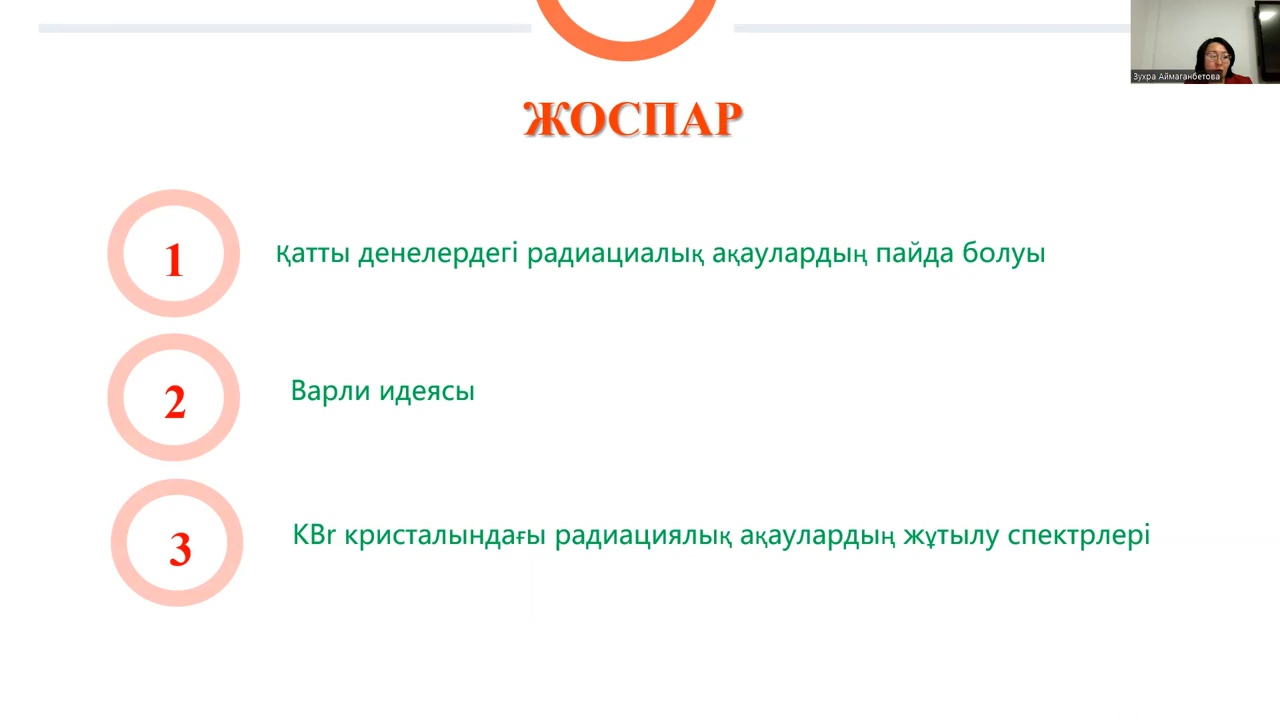 Зухра Аймаганбетова
ЖОСПАР
1
Қатты денелердегі радиациалық ақаулардың пайда болуы
2
Варли идеясы
3
KBr кристалындағы радиациялық ақаулардың жұтылу спектрлері